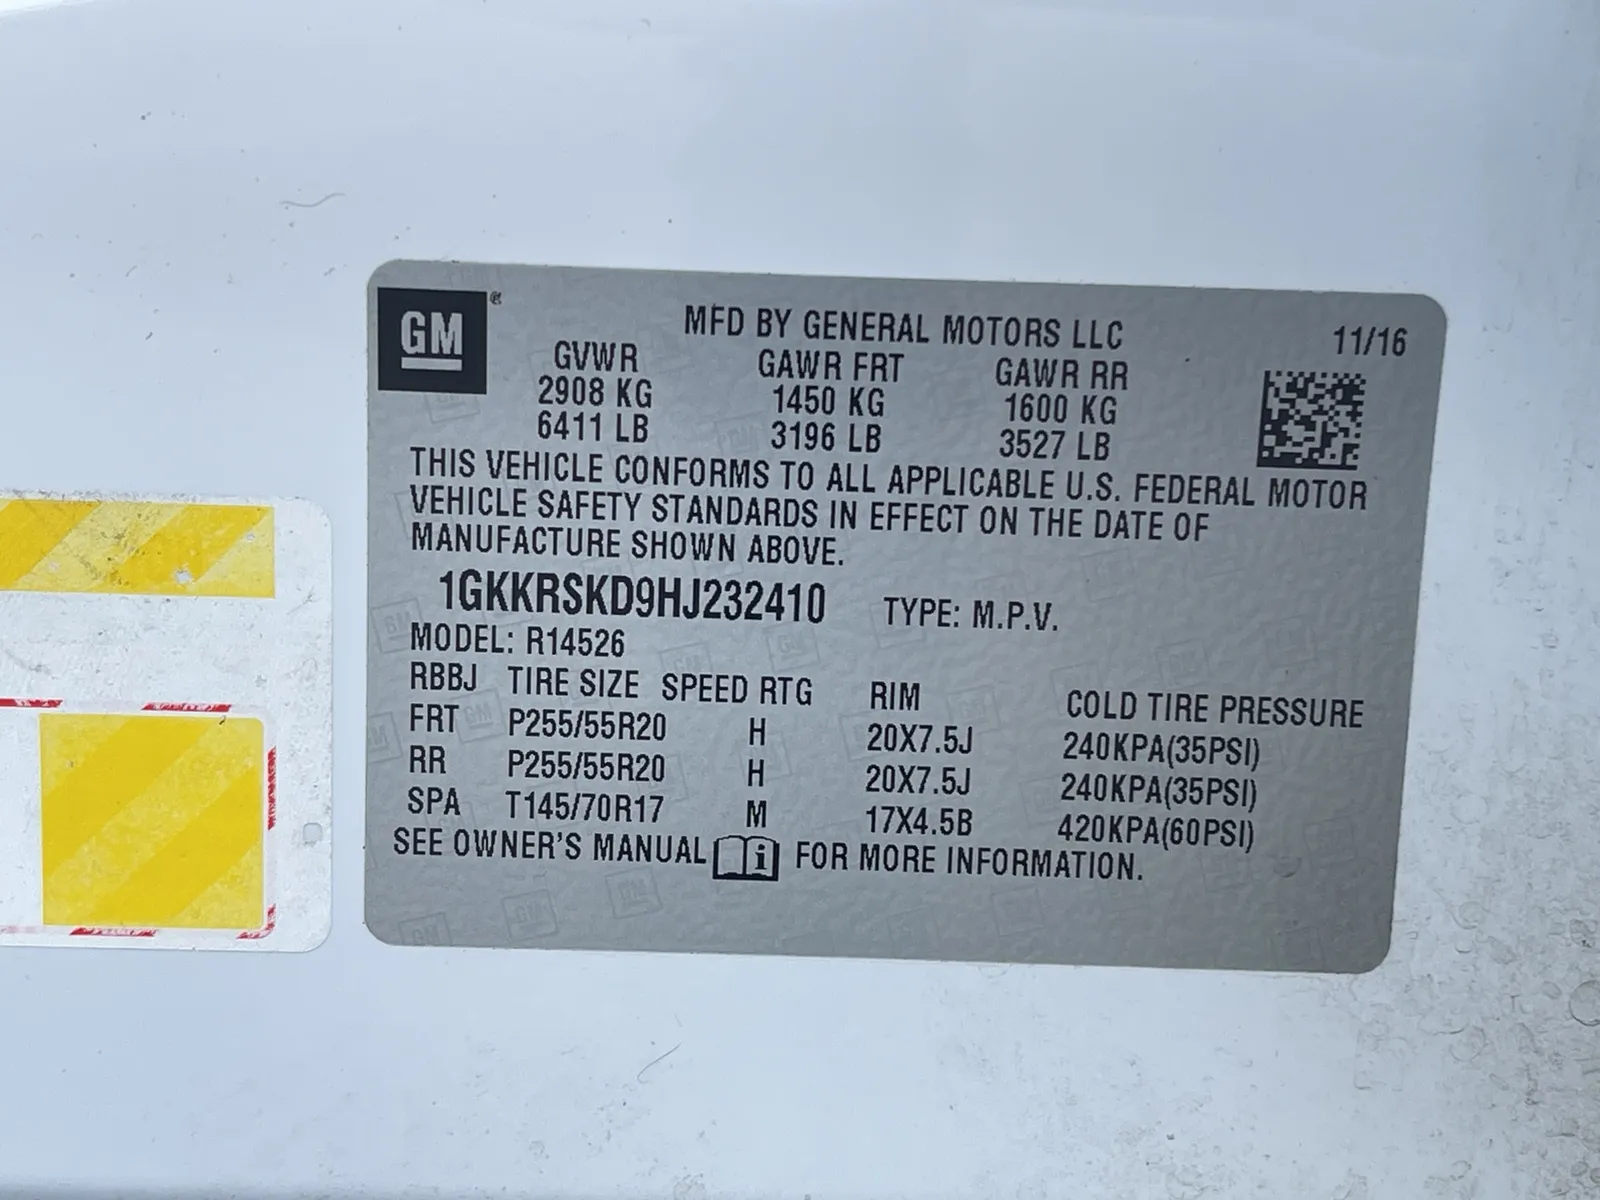 GM ®
MFD BY GENERAL MOTORS LLC 11/16
GVWR GAWR FRT GAWR RR
2908 KG 1450 KG 1600 KG
6411 LB 3196 LB 3527 LB
THIS VEHICLE CONFORMS TO ALL APPLICABLE U.S. FEDERAL MOTOR
VEHICLE SAFETY STANDARDS IN EFFECT ON THE DATE OF
MANUFACTURE SHOWN ABOVE.
1GKKRSKD9HJ232410 TYPE: M.P.V.
MODEL: R14526
RBBJ TIRE SIZE SPEED RTG RIM COLD TIRE PRESSURE
FRT P255/55R20 H 20X7.5J 240KPA(35PSI)
RR P255/55R20 H 20X7.5J 240KPA(35PSI)
SPA T145/70R17 M 17X4.5B 420KPA(60PSI)
SEE OWNER'S MANUAL i FOR MORE INFORMATION.